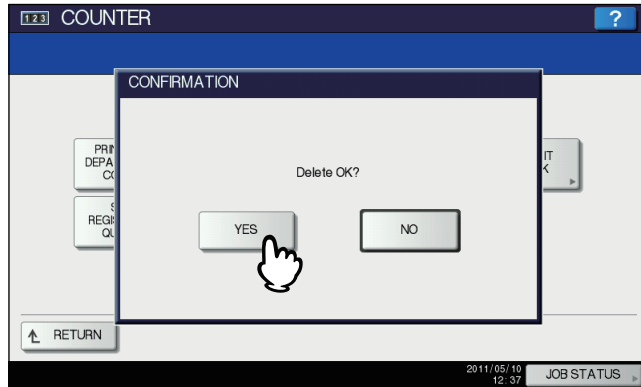 123 COUNTER
?
CONFIRMATION
Delete OK?
YES
NO
RETURN
2011/05/10
12:37
JOB STATUS